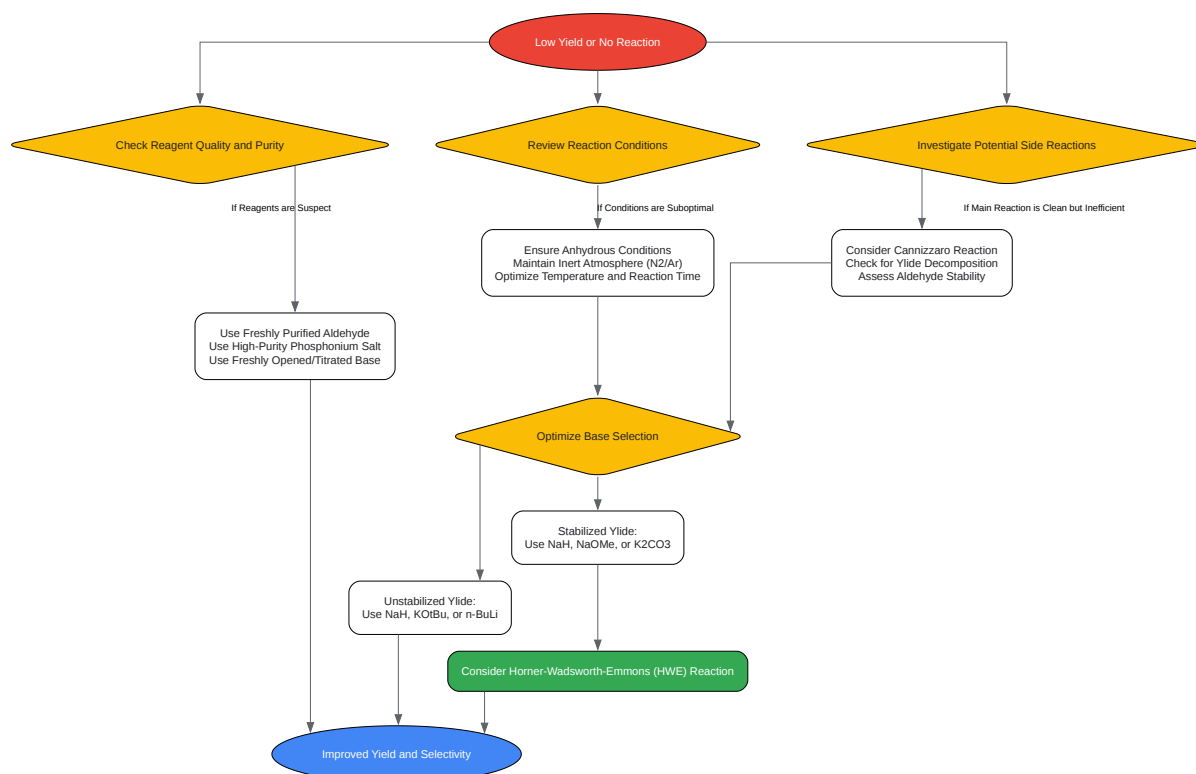 Low Yield or No Reaction
Check Reagent Quality and Purity
Review Reaction Conditions
Investigate Potential Side Reactions
If Reagents are Suspect
If Conditions are Suboptimal
If Main Reaction is Clean but Inefficient
Ensure Anhydrous Conditions
Maintain Inert Atmosphere (N2/Ar)
Optimize Temperature and Reaction Time
Consider Cannizzaro Reaction
Check for Ylide Decomposition
Assess Aldehyde Stability
Use Freshly Purified Aldehyde
Use High-Purity Phosphonium Salt
Use Freshly Opened/Titrated Base
Optimize Base Selection
Stabilized Ylide:
Use NaH, NaOMe, or K2CO3
Unstabilized Ylide:
Use NaH, KOtBu, or n-BuLi
Consider Horner-Wadsworth-Emmons (HWE) Reaction
Improved Yield and Selectivity